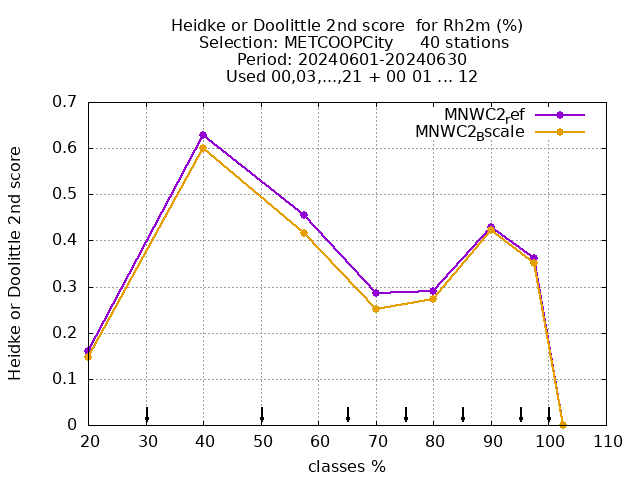 Heidke or Doolittle 2nd score  for Rh2m (%)
Selection: METCOOPCity     40 stations
Period: 20240601-20240630
Used 00,03,...,21 + 00 01 ... 12
MNWC2ref
MNWC2Bscale
0.7
0.6
0.5
0.4
0.3
0.2
0.1
0
Heidke or Doolittle 2nd score
20 30 40 50 60 70 80 90 100 110
classes %